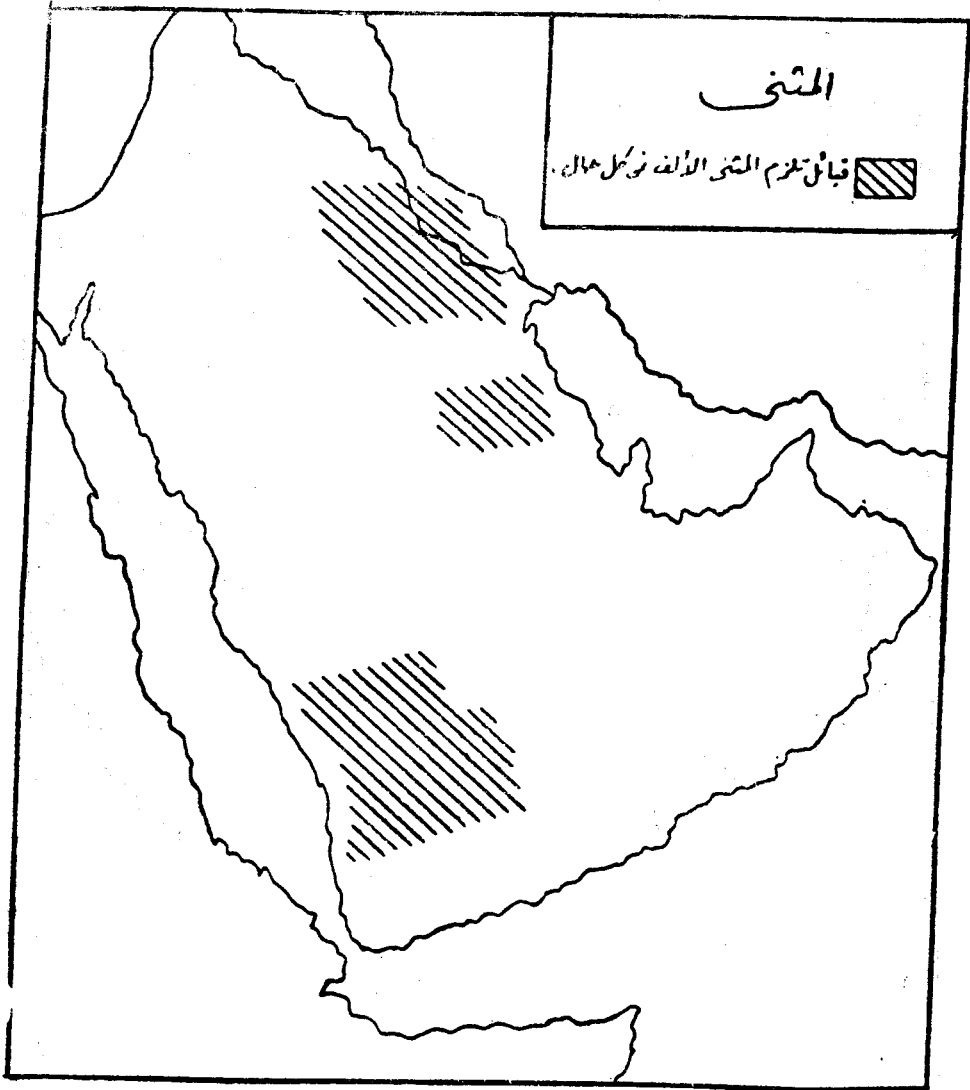 المثنى
قبائل تلزم المثنى الألف في كل حال.